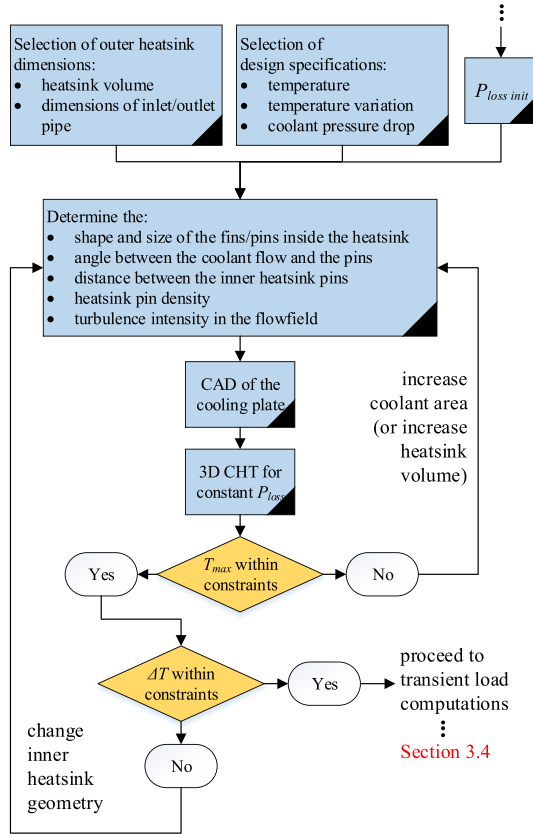 Selection of outer heatsink
dimensions:
• heatsink volume
• dimensions of inlet/outlet
pipe
Selection of
design specifications:
• temperature
• temperature variation
• coolant pressure drop
P loss init
Determine the:
• shape and size of the fins/pins inside the heatsink
• angle between the coolant flow and the pins
• distance between the inner heatsink pins
• heatsink pin density
• turbulence intensity in the flowfield
CAD of the
cooling plate
increase
coolant area
(or increase
heatsink
volume)
3D CHT for
constant Ploss
Tmax within
constraints
Yes
No
ΔT within
constraints
Yes
proceed to
transient load
computations
Section 3.4
change
inner
heatsink
geometry
No